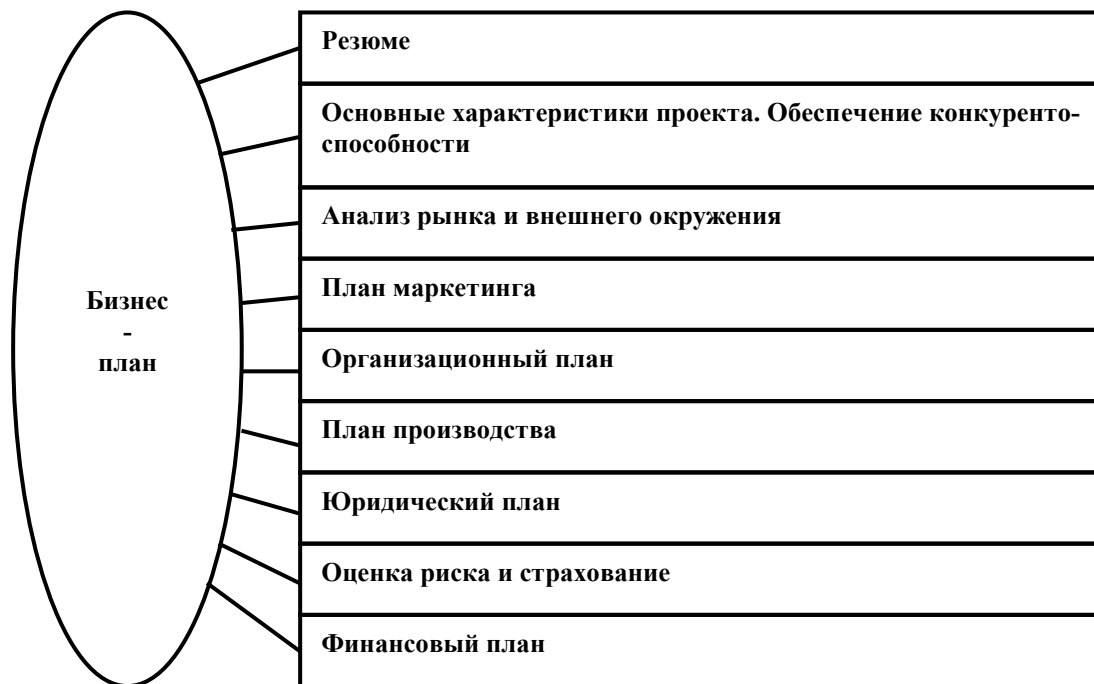 Резюме
Основные характеристики проекта. Обеспечение конкуренто-
способности
Анализ рынка и внешнего окружения
План маркетинга
Бизнес
-
план
Организационный план
План производства
Юридический план
Оценка риска и страхование
Финансовый план